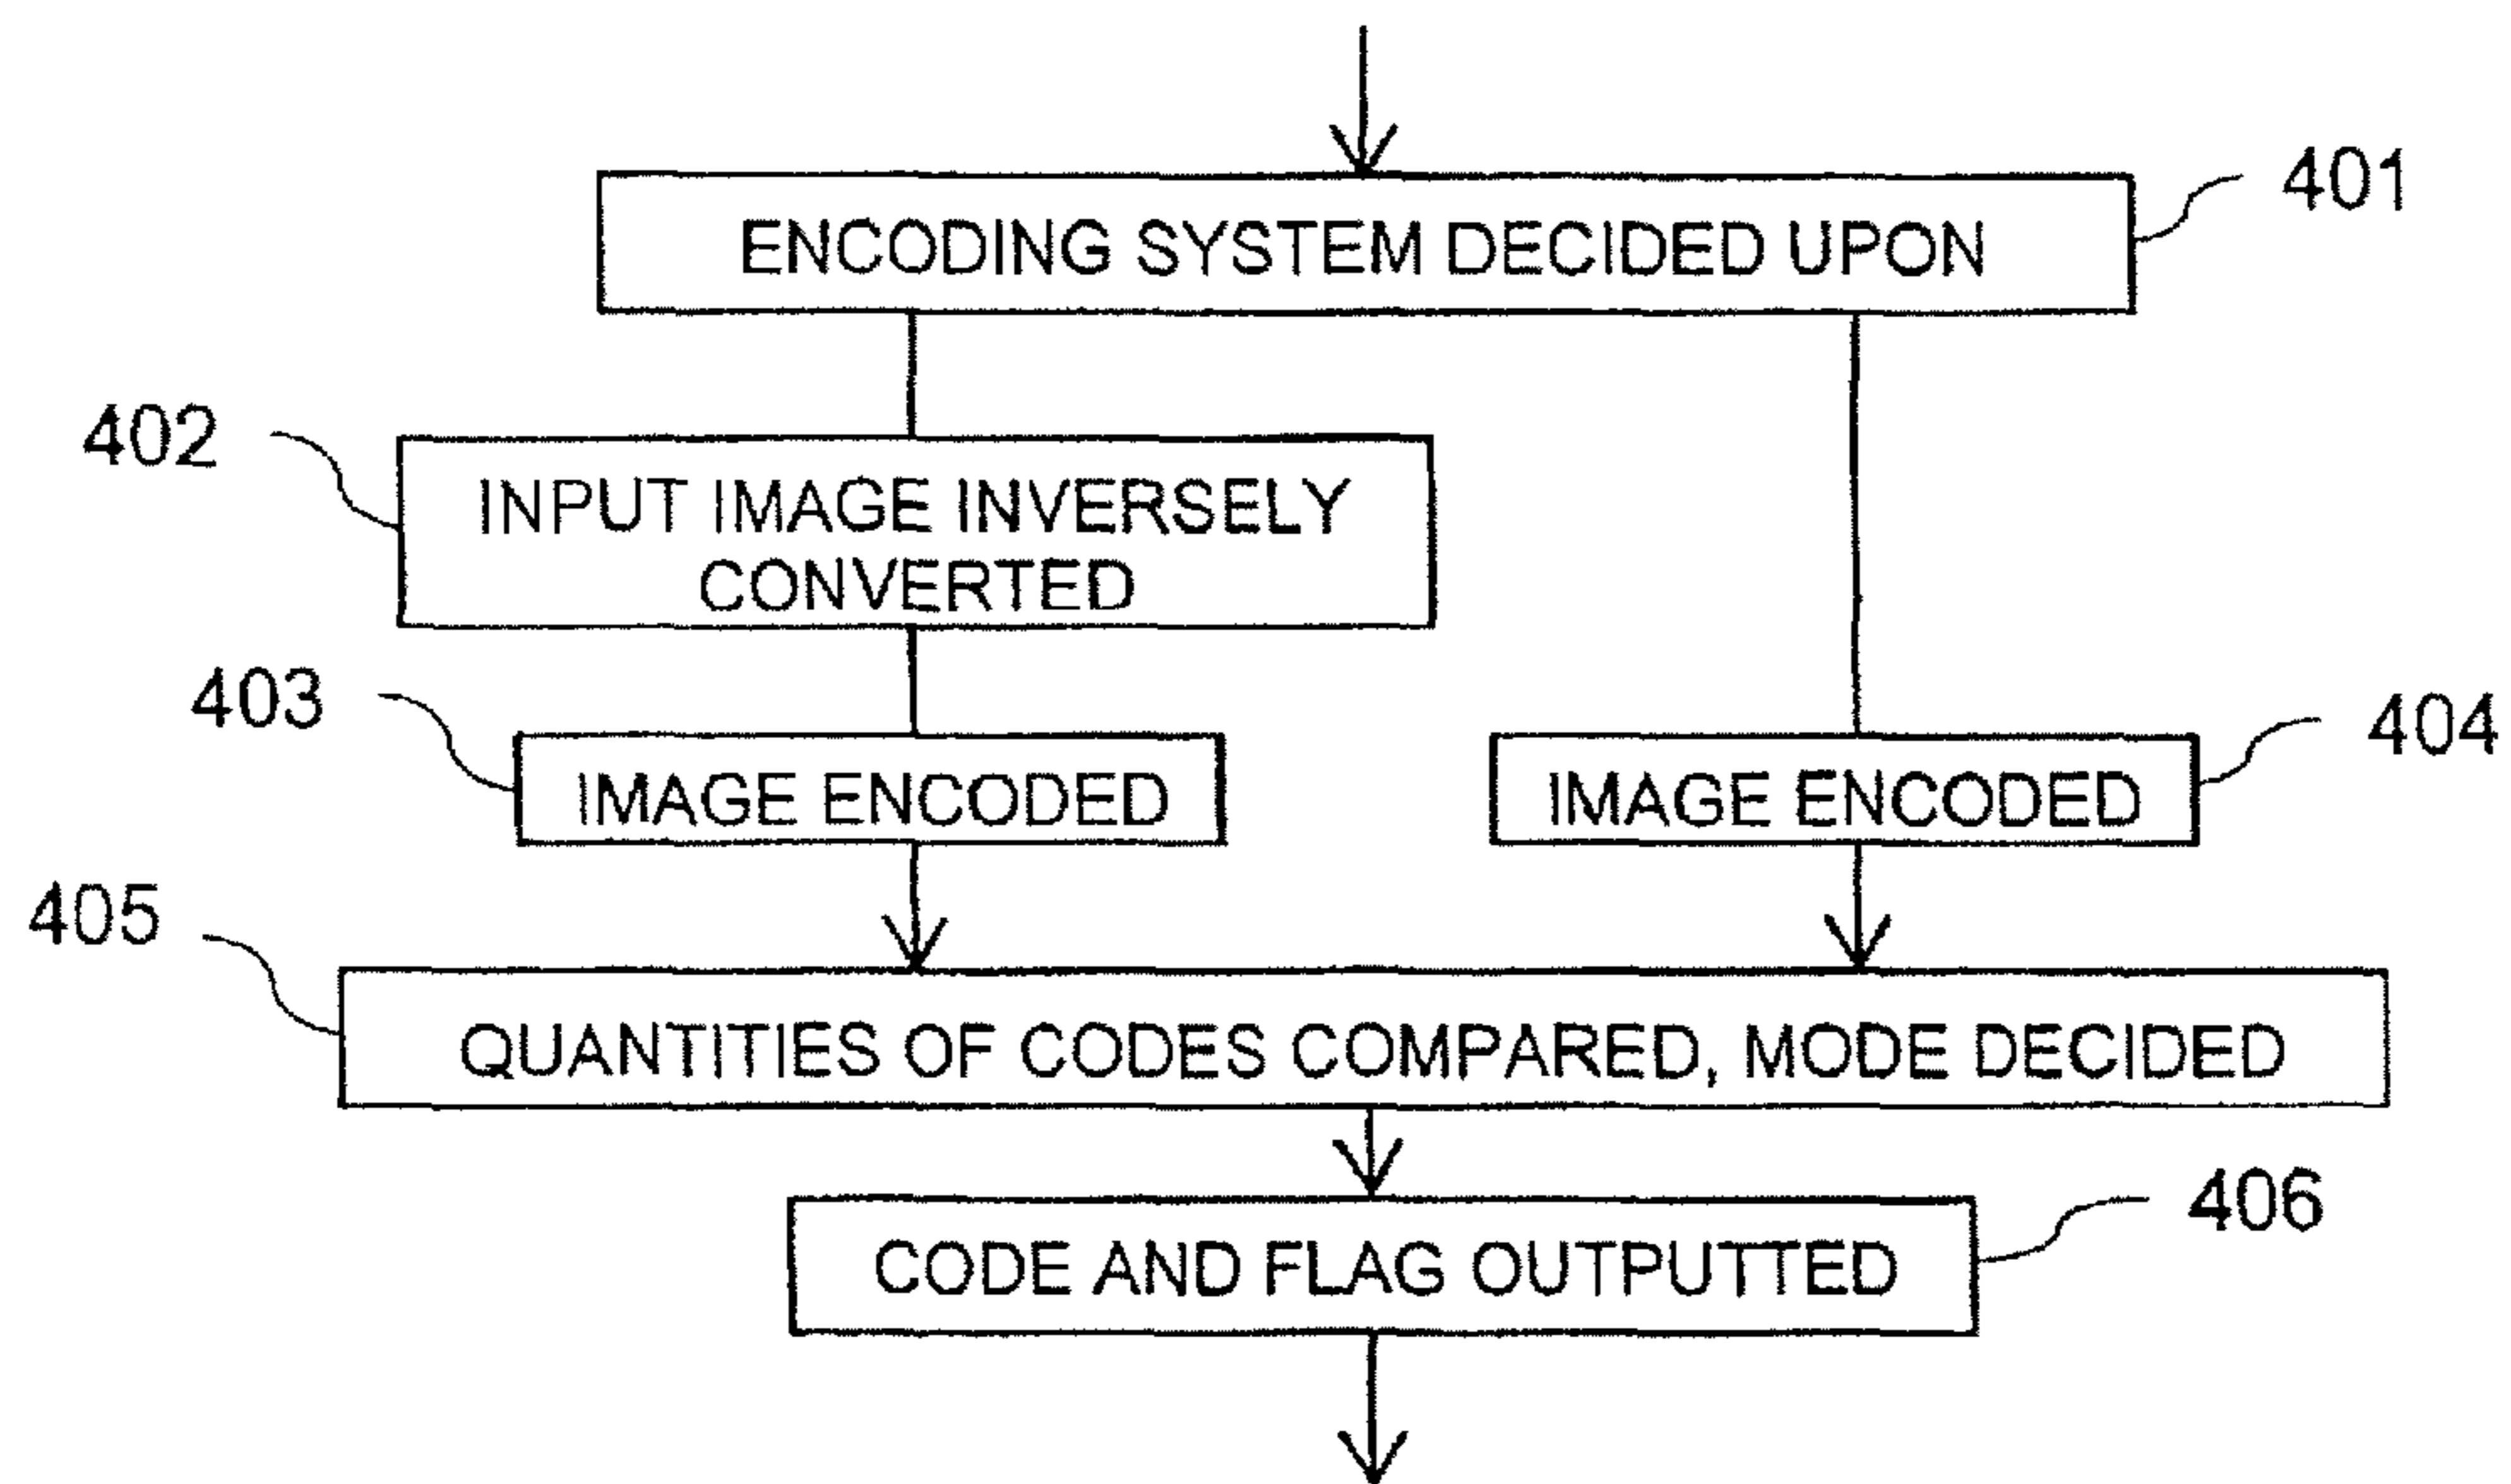 401
ENCODING SYSTEM DECIDED UPON
402
INPUT IMAGE INVERSELY
CONVERTED
403
IMAGE ENCODED
404
IMAGE ENCODED
405
QUANTITIES OF CODES COMPARED, MODE DECIDED
406
CODE AND FLAG OUTPUTTED